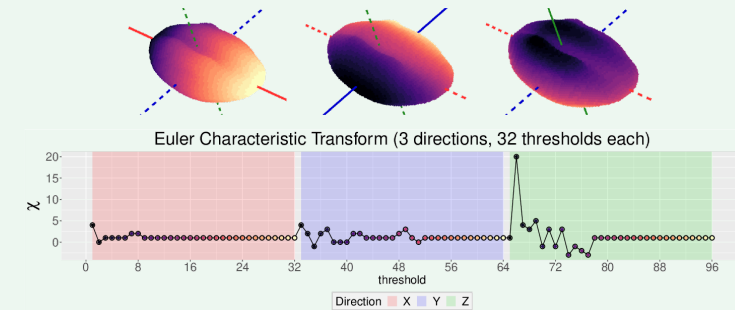 Euler Characteristic Transform (3 directions, 32 thresholds each)
20
15
10
5
0
χ
0 8 16 24 32 40 48 56 64 72 80 88 96
threshold
Direction X Y Z